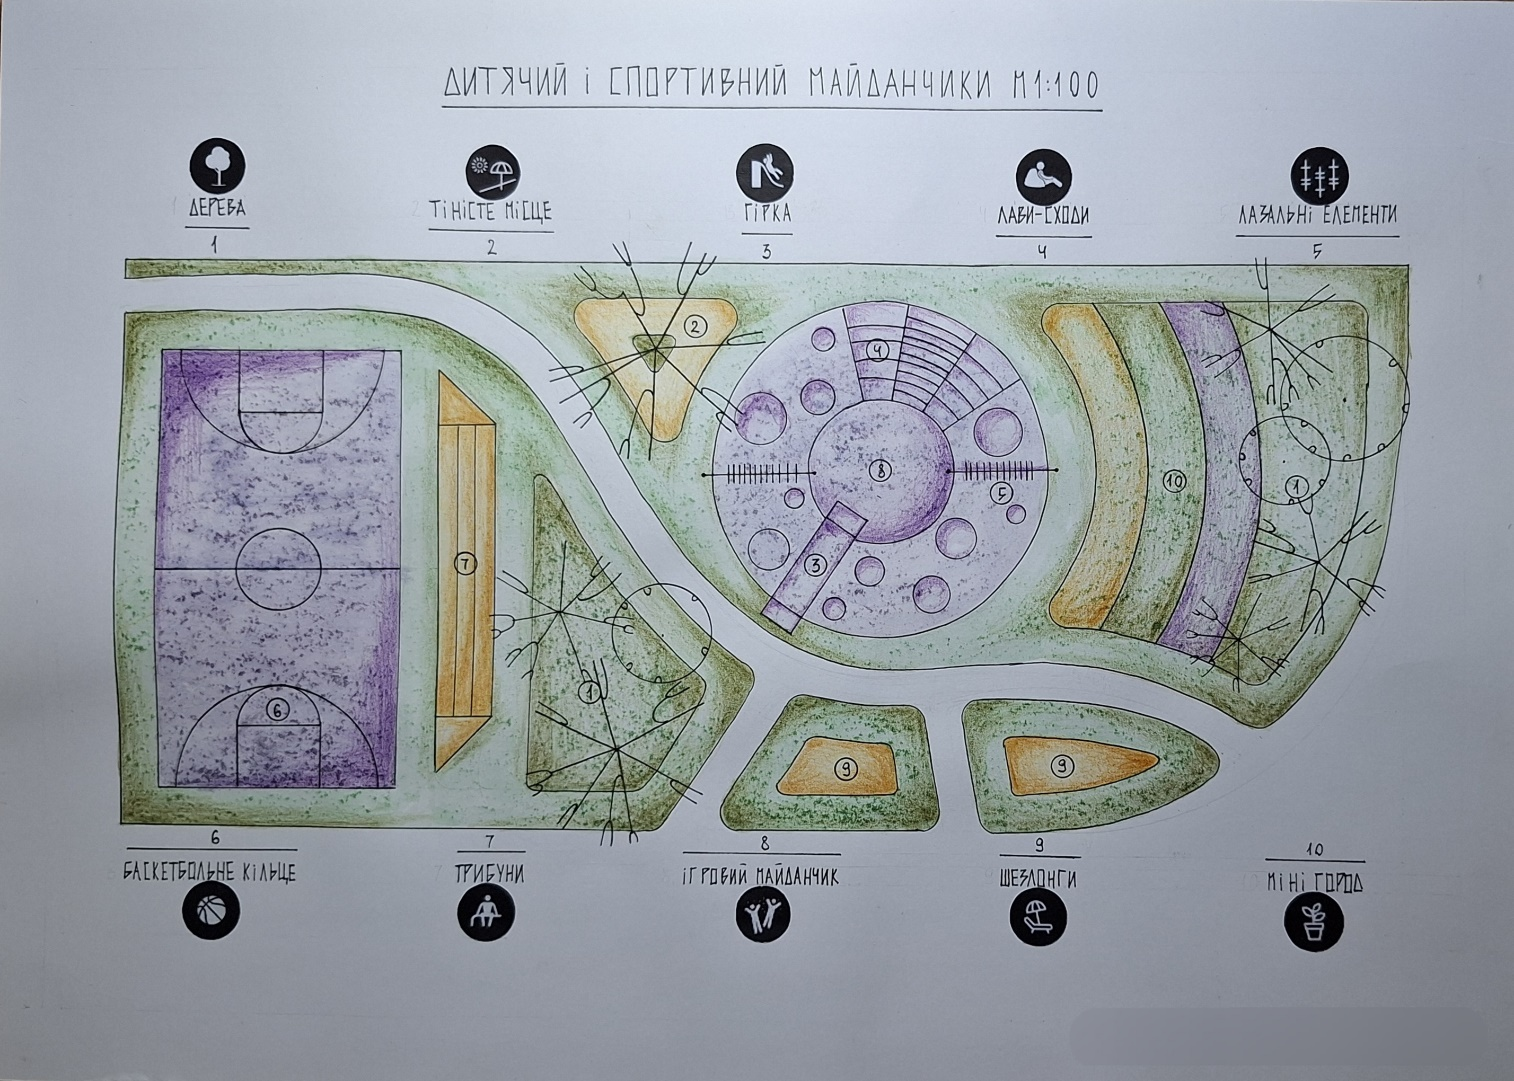 ДИТЯЧИЙ і СПОРТИВНИЙ МАЙДАНЧИКИ М1:100
ДЕРЕВА
1
ТІНІСТЕ МІСЦЕ
2
ГІРКА
3
ЛАВИ-СХОДИ
4
ЛАЗАЛЬНІ ЕЛЕМЕНТИ
5
2
4
8
5
3
10
1
7
6
1
9
9
6
БАСКЕТБОЛЬНЕ КІЛЬЦЕ
7
ТРИБУНИ
8
ІГРОВИЙ МАЙДАНЧИК
9
ШЕЗЛОНГИ
10
МІНІ ГОРОД